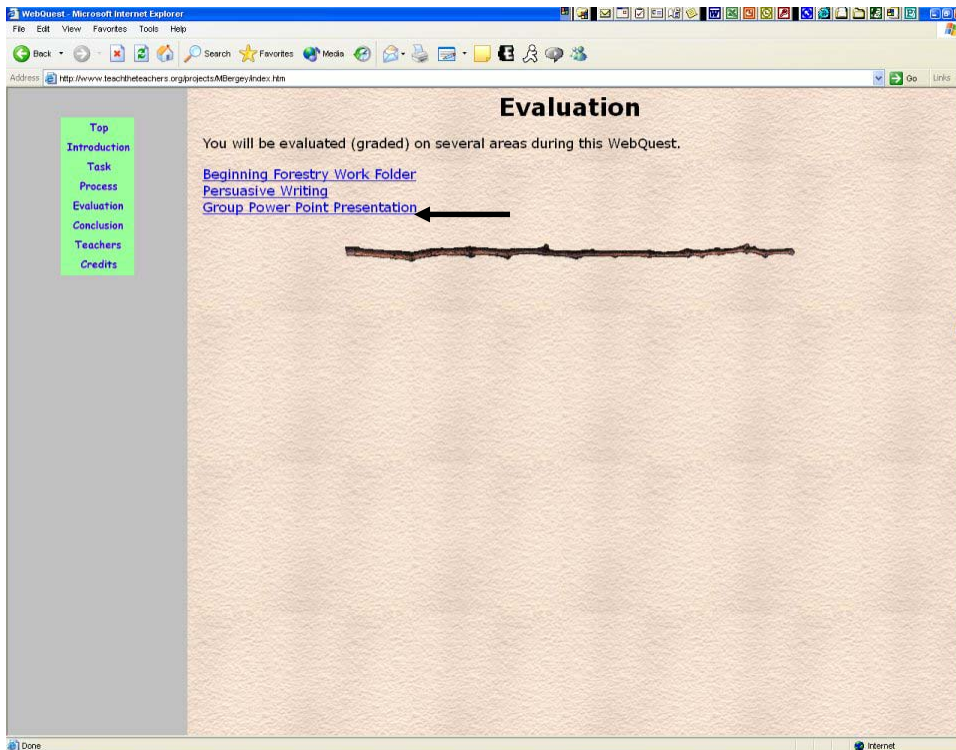 WebQuest - Microsoft Internet Explorer
File Edit View Favorites Tools Help
Back Search Favorites Media
Address http://www.teachtheteachers.org/projects/MBergey/index.htm Go Links
Evaluation
You will be evaluated (graded) on several areas during this WebQuest.
Beginning Forestry Work Folder
Persuasive Writing
Group Power Point Presentation
Top
Introduction
Task
Process
Evaluation
Conclusion
Teachers
Credits
Done Internet